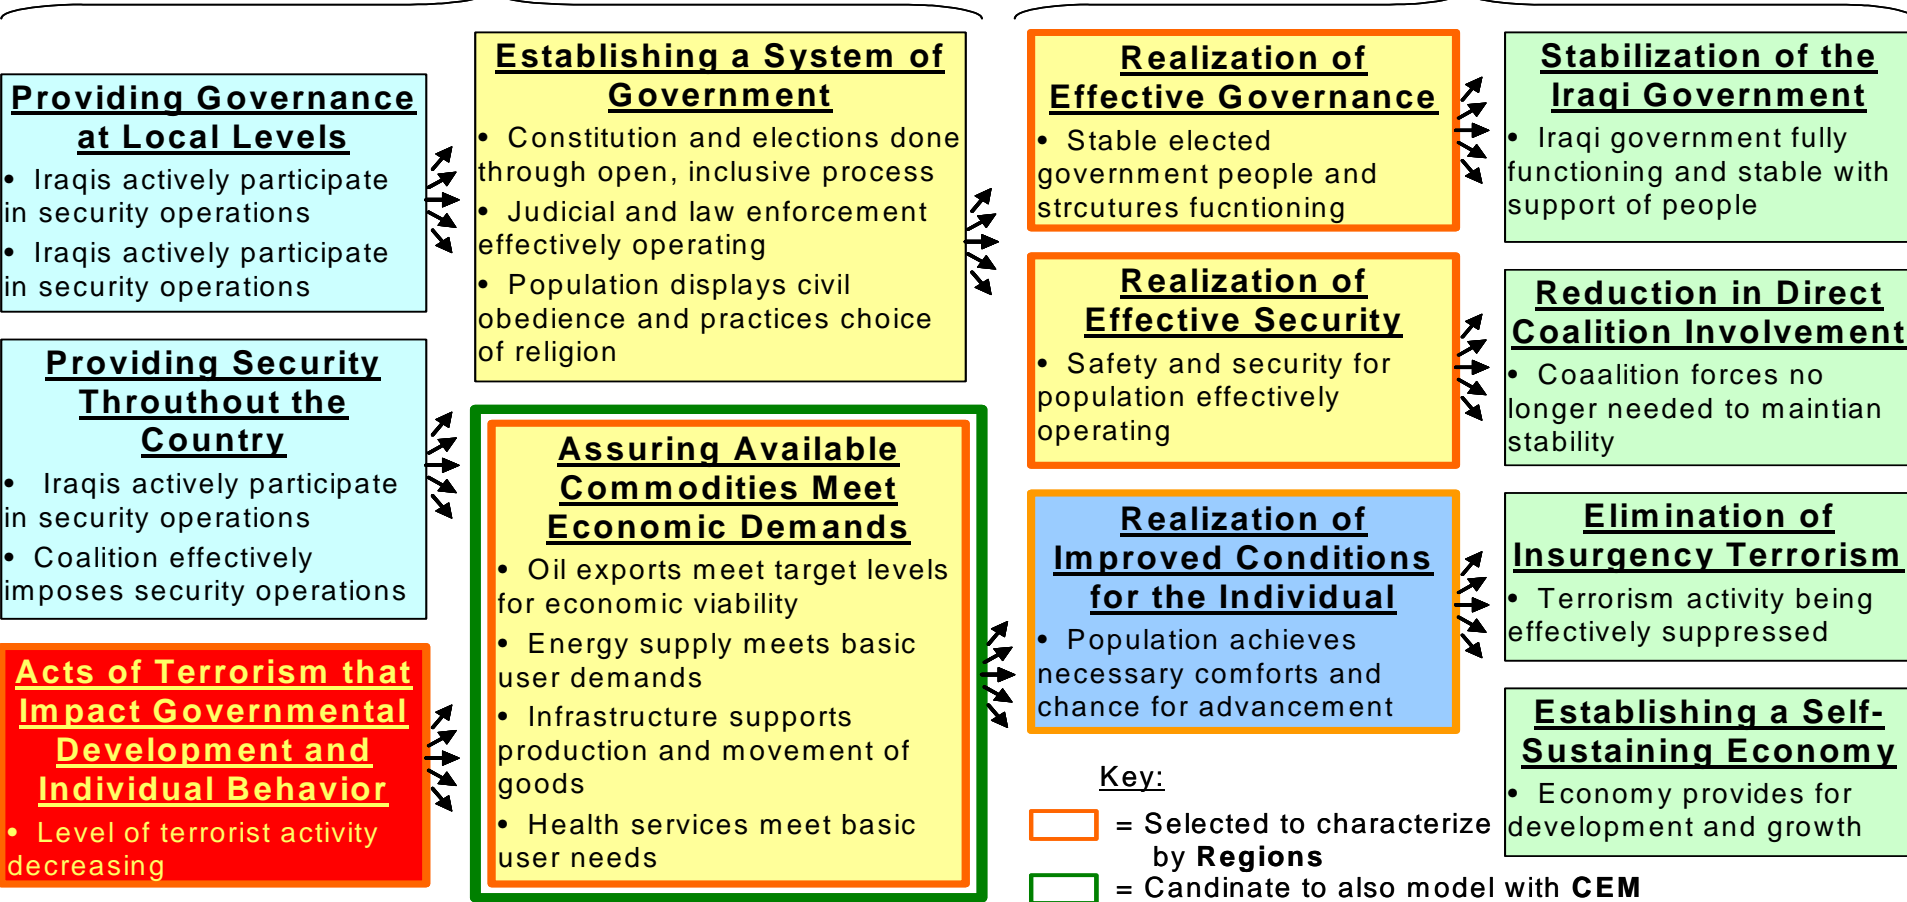 Providing Governance
at Local Levels
• Iraqis actively participate
in security operations
• Iraqis actively participate
in security operations
Providing Security
Throuthout the
Country
• Iraqis actively participate
in security operations
• Coalition effectively
imposes security operations
Acts of Terrorism that
Impact Governmental
Development and
Individual Behavior
• Level of terrorist activity
decreasing
Establishing a System of
Government
• Constitution and elections done
through open, inclusive process
• Judicial and law enforcement
effectively operating
• Population displays civil
obedience and practices choice
of religion
Assuring Available
Commodities Meet
Economic Demands
• Oil exports meet target levels
for economic viability
• Energy supply meets basic
user demands
• Infrastructure supports
production and movement of
goods
• Health services meet basic
user needs
Realization of
Effective Governance
• Stable elected
government people and
strcutures fucntioning
Realization of
Effective Security
• Safety and security for
population effectively
operating
Realization of
Improved Conditions
for the Individual
• Population achieves
necessary comforts and
chance for advancement
Key:
= Selected to characterize
by Regions
= Candinate to also model with CEM
Stabilization of the
Iraqi Government
• Iraqi government fully
functioning and stable with
support of people
Reduction in Direct
Coalition Involvement
• Coaalition forces no
longer needed to maintian
stability
Elimination of
Insurgency Terrorism
• Terrorism activity being
effectively suppressed
Establishing a Self-
Sustaining Economy
• Economy provides for
development and growth